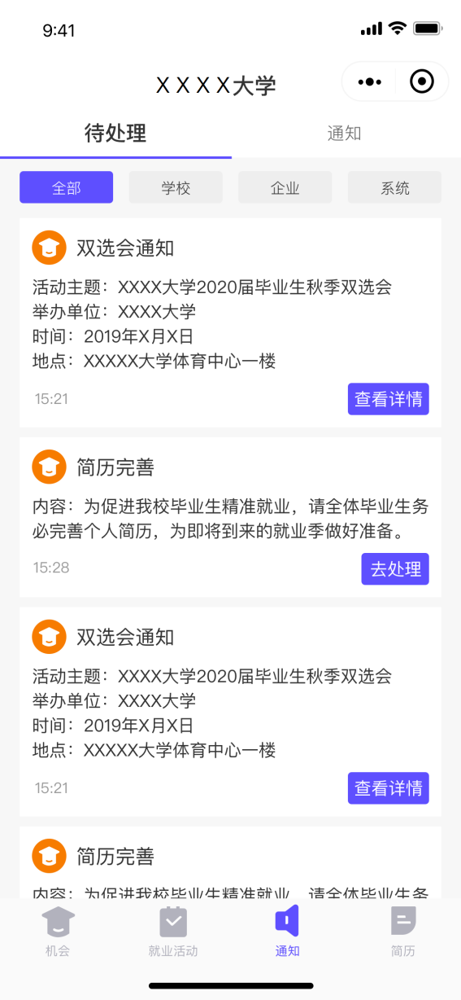 9:41
XXXX大学
待处理
通知
全部
学校
企业
系统
双选会通知
活动主题：XXXX大学2020届毕业生秋季双选会
举办单位：XXXX大学
时间：2019年X月X日
地点：XXXXX大学体育中心一楼
15:21
查看详情
简历完善
内容：为促进我校毕业生精准就业，请全体毕业生务
必完善个人简历，为即将到来的就业季做好准备。
15:28
去处理
双选会通知
活动主题：XXXX大学2020届毕业生秋季双选会
举办单位：XXXX大学
时间：2019年X月X日
地点：XXXXX大学体育中心一楼
15:21
查看详情
简历完善
内容：为促进我校毕业生精准就业，请全体毕业生务
机会
就业活动
通知
简历